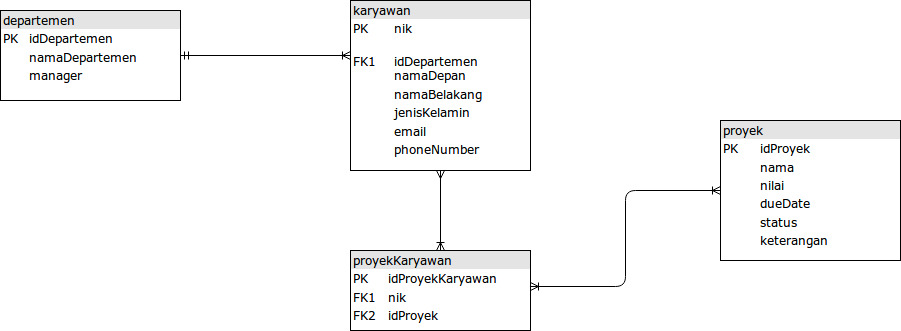 departemen
PK idDepartemen
namaDepartemen
manager
karyawan
PK nik
FK1 idDepartemen
namaDepan
namaBelakang
jenisKelamin
email
phoneNumber
proyek
PK idProyek
nama
nilai
dueDate
status
keterangan
proyekKaryawan
PK idProyekKaryawan
FK1 nik
FK2 idProyek